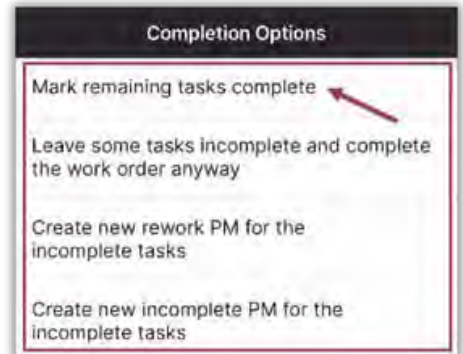 Completion Options
Mark remaining tasks complete
Leave some tasks incomplete and complete
the work order anyway
Create new rework PM for the
incomplete tasks
Create new incomplete PM for the
incomplete tasks